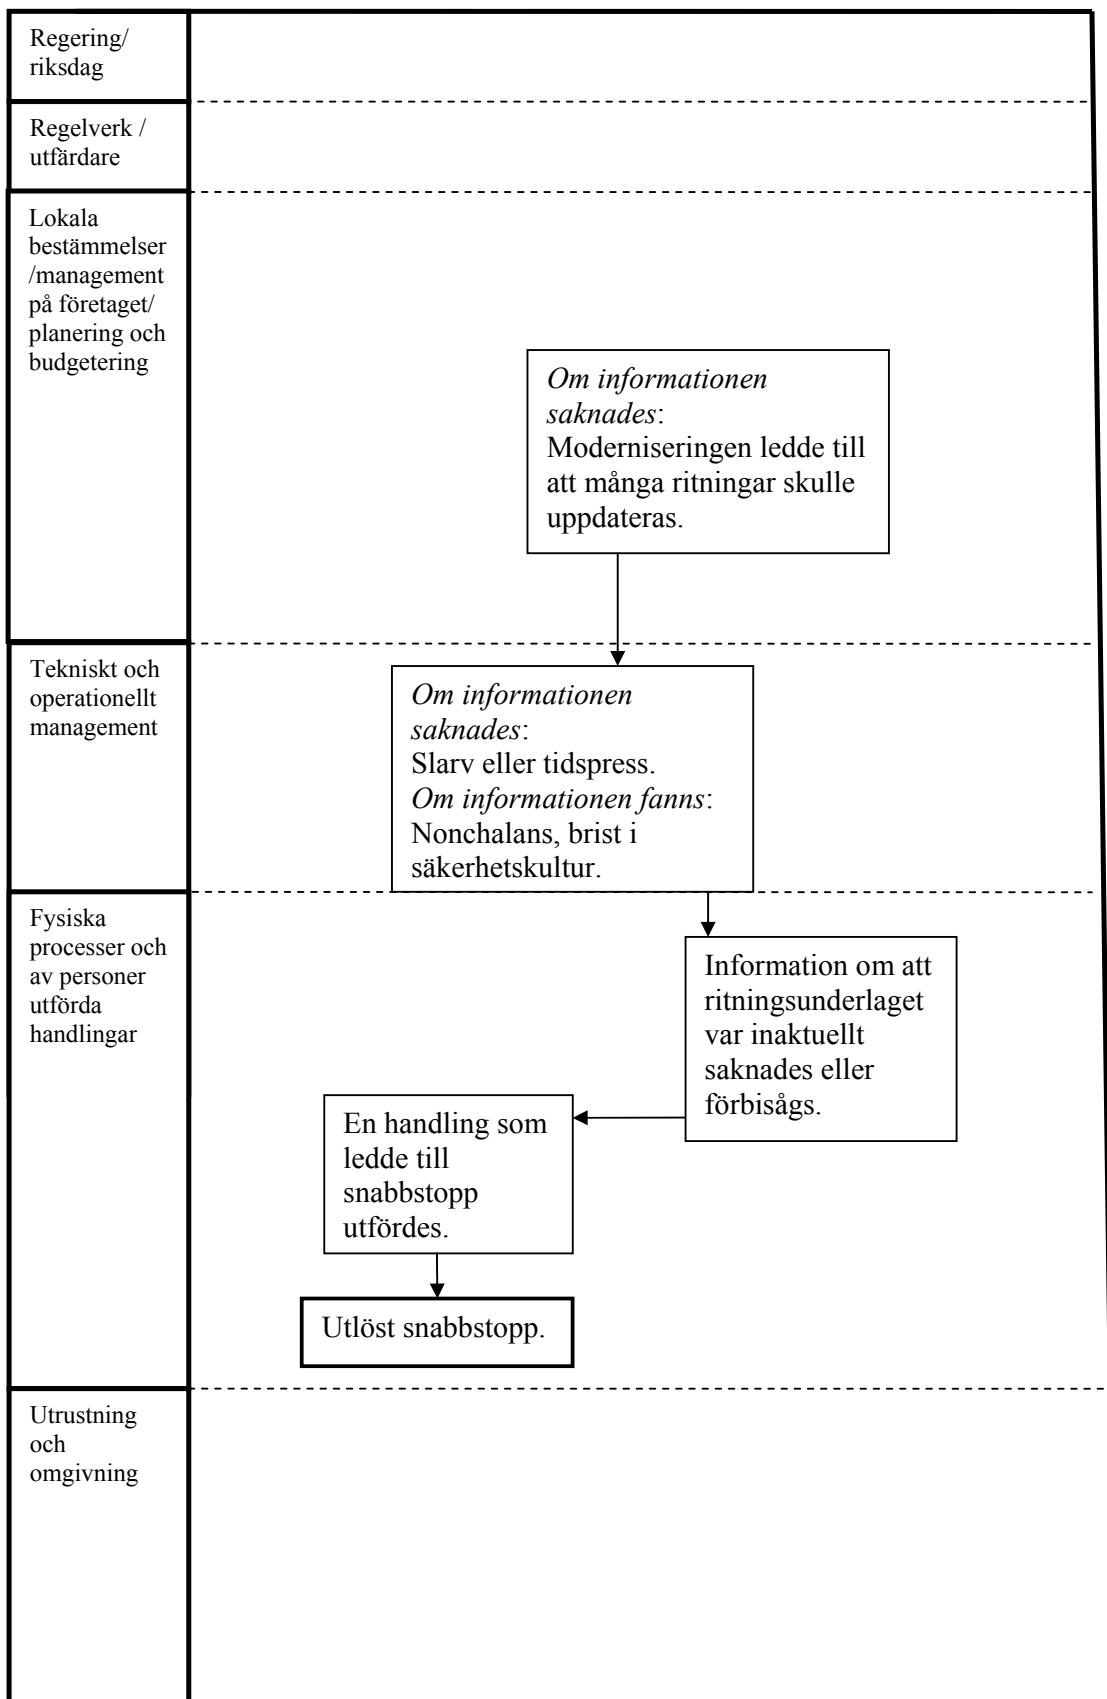 Regering/
riksdag
Regelverk /
utfärdare
Lokala
bestämmelser
/management
på företaget/
planering och
budgetering
Om informationen
saknades:
Moderniseringen ledde till
att många ritningar skulle
uppdateras.
Tekniskt och
operationellt
management
Om informationen
saknades:
Slarv eller tidspress.
Om informationen fanns:
Nonchalans, brist i
säkerhetskultur.
Fysiska
processer och
av personer
utförda
handlingar
Information om att
ritningsunderlaget
var inaktuellt
saknades eller
förbisågs.
En handling som
ledde till
snabbstopp
utfördes.
Utlöst snabbstopp.
Utrustning
och
omgivning